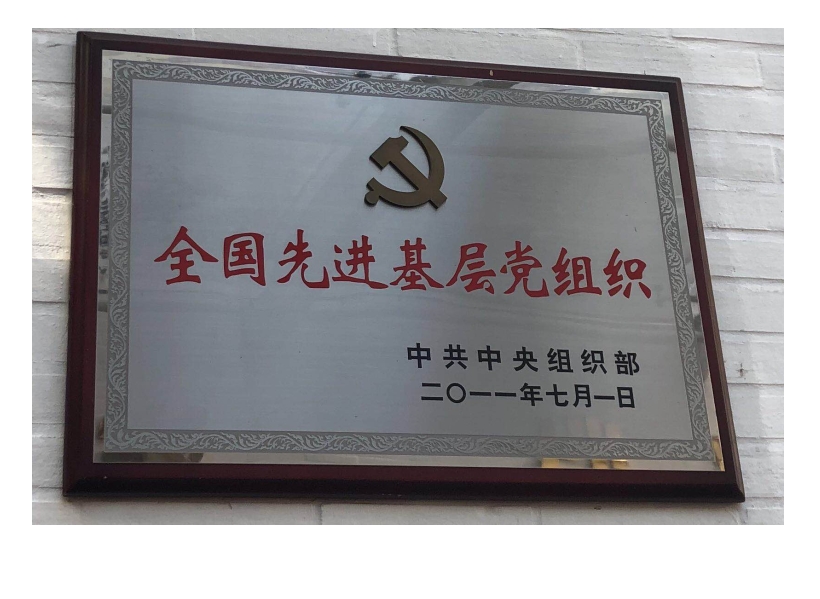 全国先进基层党组织
中共中央组织部
二〇一一年七月一日